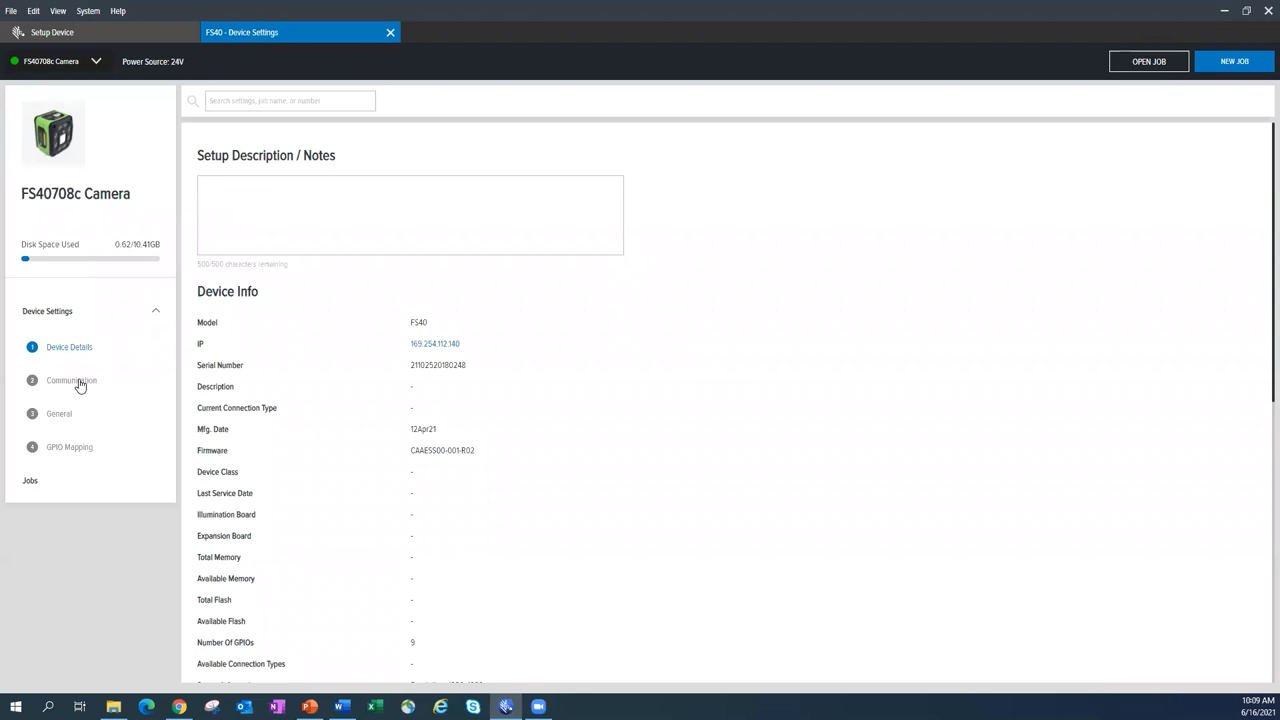 File Edit View System Help
Setup Device
FS40 - Device Settings
FS40708c Camera
Power Source: 24V
OPEN JOB
NEW JOB
Search settings, job name, or number
FS40708c Camera
Disk Space Used 0.62/10.41GB
Device Settings
1 Device Details
2 Communication
3 General
4 GPIO Mapping
Jobs
Setup Description / Notes
500/500 characters remaining
Device Info
Model FS40
IP 169.254.112.140
Serial Number 21102520180248
Description -
Current Connection Type -
Mfg. Date 12Apr21
Firmware CAAESS00-001-R02
Device Class -
Last Service Date -
Illumination Board -
Expansion Board -
Total Memory -
Available Memory -
Total Flash -
Available Flash -
Number Of GPIOs 9
Available Connection Types -
10:09 AM
6/16/2021